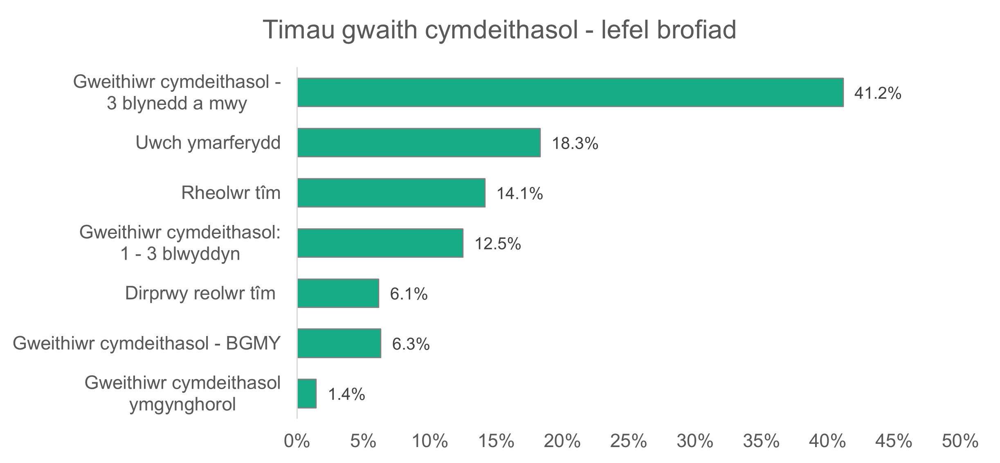 Timau gwaith cymdeithasol - lefel brofiad
Gweithiwr cymdeithasol -
3 blynedd a mwy
41.2%
Uwch ymarferydd
18.3%
Rheolwr tîm
14.1%
Gweithiwr cymdeithasol:
1 - 3 blwyddyn
12.5%
Dirprwy reolwr tîm
6.1%
Gweithiwr cymdeithasol - BGMY
6.3%
Gweithiwr cymdeithasol
ymgynghorol
1.4%
0% 5% 10% 15% 20% 25% 30% 35% 40% 45% 50%